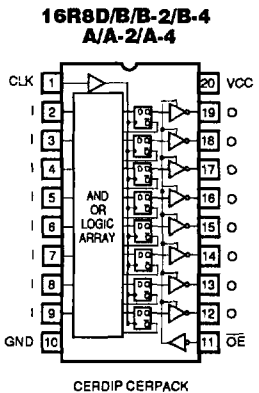 16R8D/B/B-2/B-4
A/A-2/A-4
CLK 1 20 VCC
I 2 19 O
I 3 18 O
I 4 17 O
I 5 16 O
I 6 15 O
I 7 14 O
I 8 13 O
I 9 12 O
GND 10 11 OE
AND
OR
LOGIC
ARRAY
CERDIP CERPACK